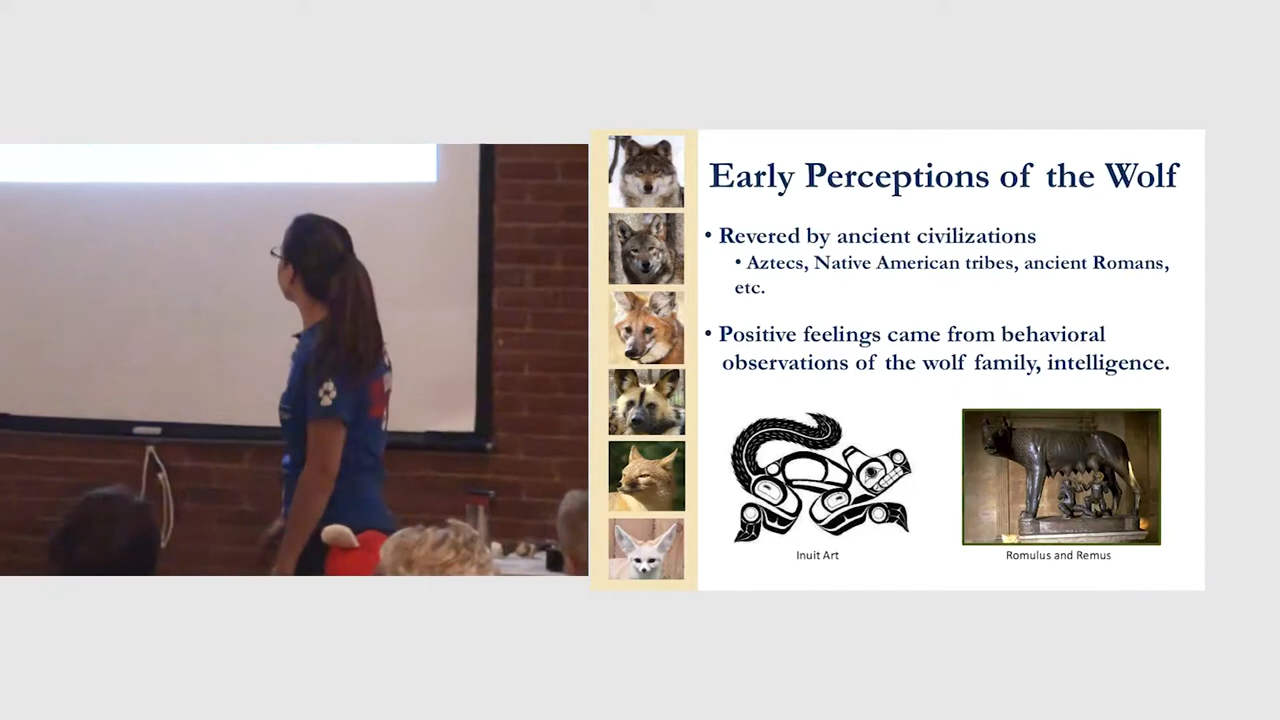 Early Perceptions of the Wolf
• Revered by ancient civilizations
• Aztecs, Native American tribes, ancient Romans,
etc.
• Positive feelings came from behavioral
observations of the wolf family, intelligence.
Inuit Art
Romulus and Remus